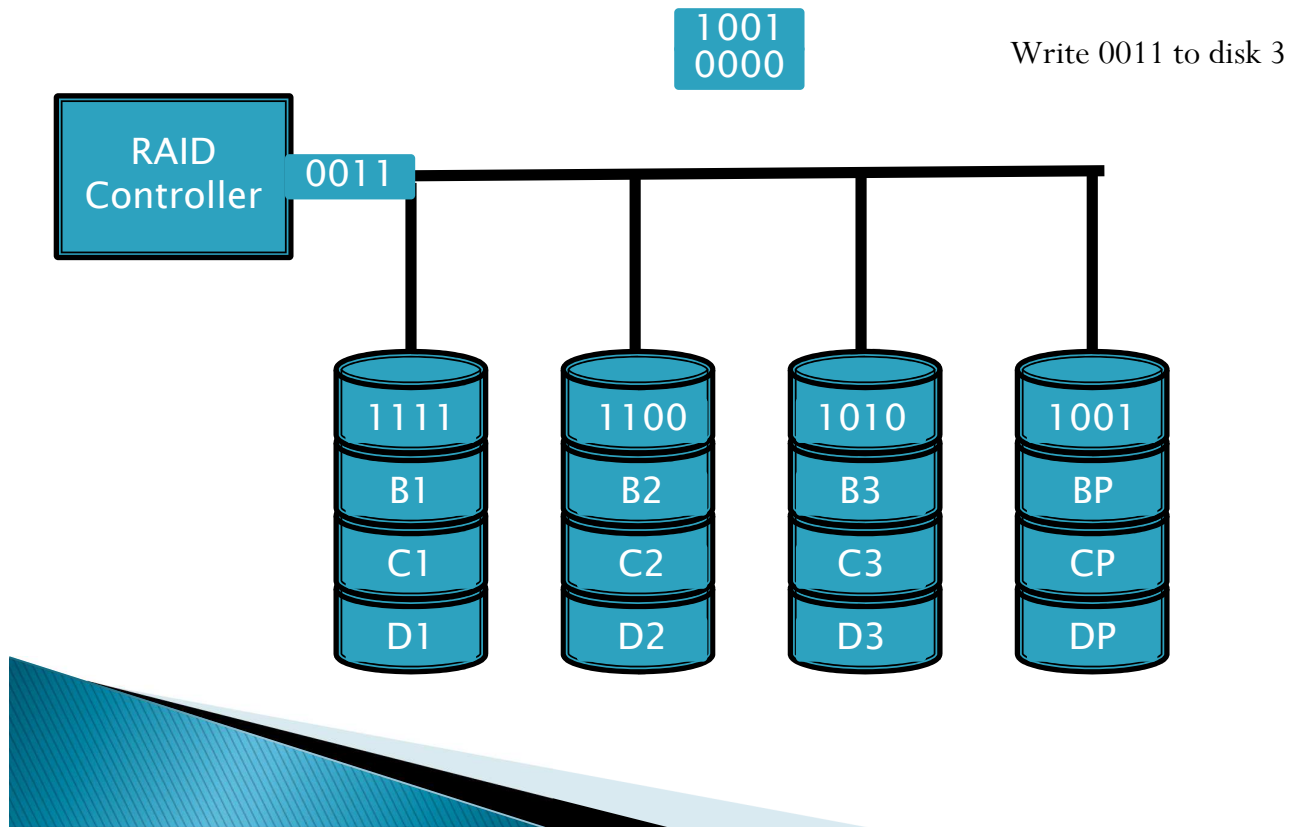 1001
0000
Write 0011 to disk 3
RAID
Controller
0011
1111
1100
1010
1001
B1
B2
B3
BP
C1
C2
C3
CP
D1
D2
D3
DP